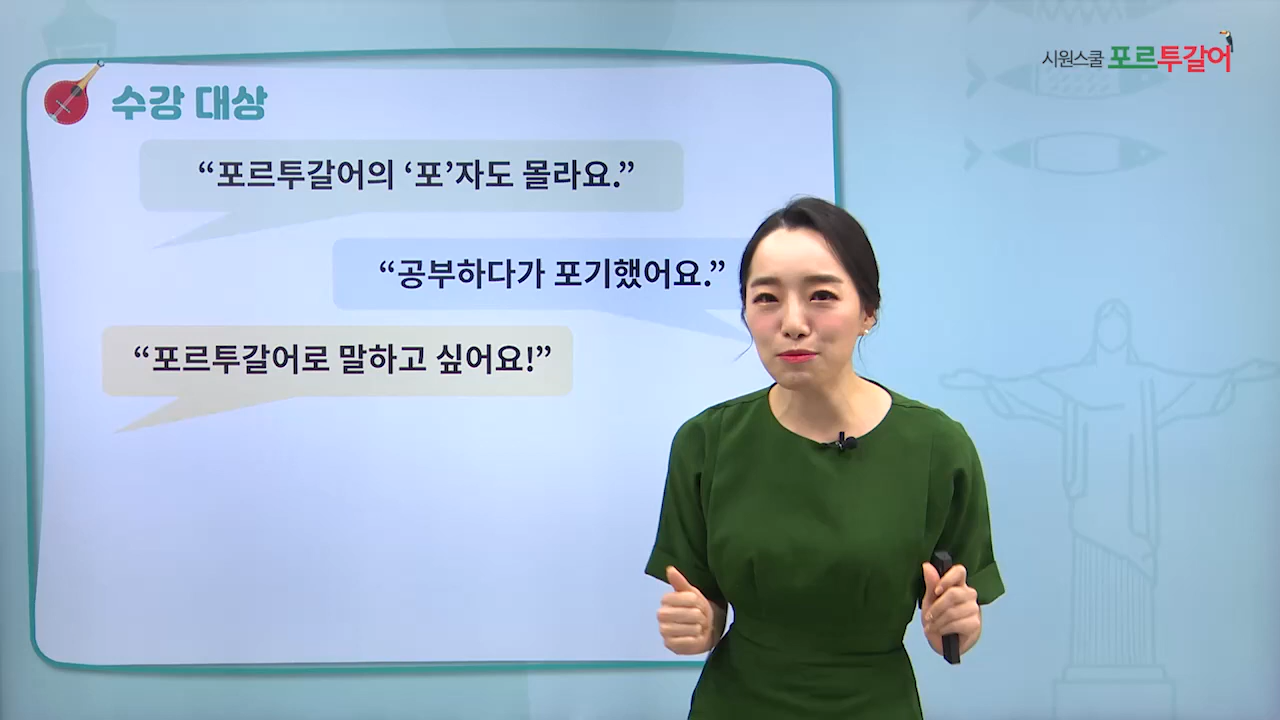 시원스쿨 포르투갈어
수강 대상
“포르투갈어의 ‘포’자도 몰라요.”
“공부하다가 포기했어요.”
“포르투갈어로 말하고 싶어요!”